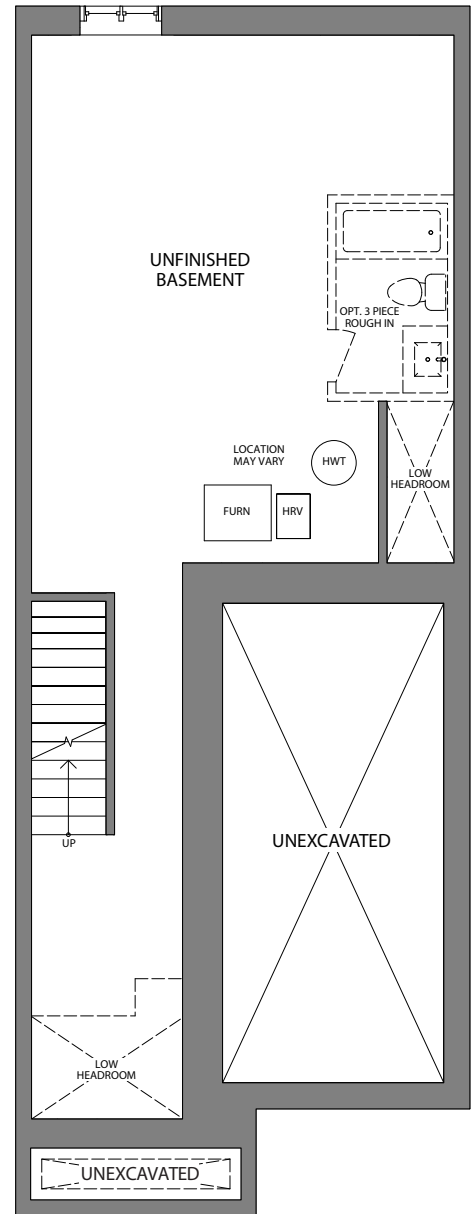 UNFINISHED
BASEMENT
OPT. 3 PIECE
ROUGH IN
LOCATION
MAY VARY
HWT
LOW
HEADROOM
FURN
HRV
UP
UNEXCAVATED
LOW
HEADROOM
UNEXCAVATED